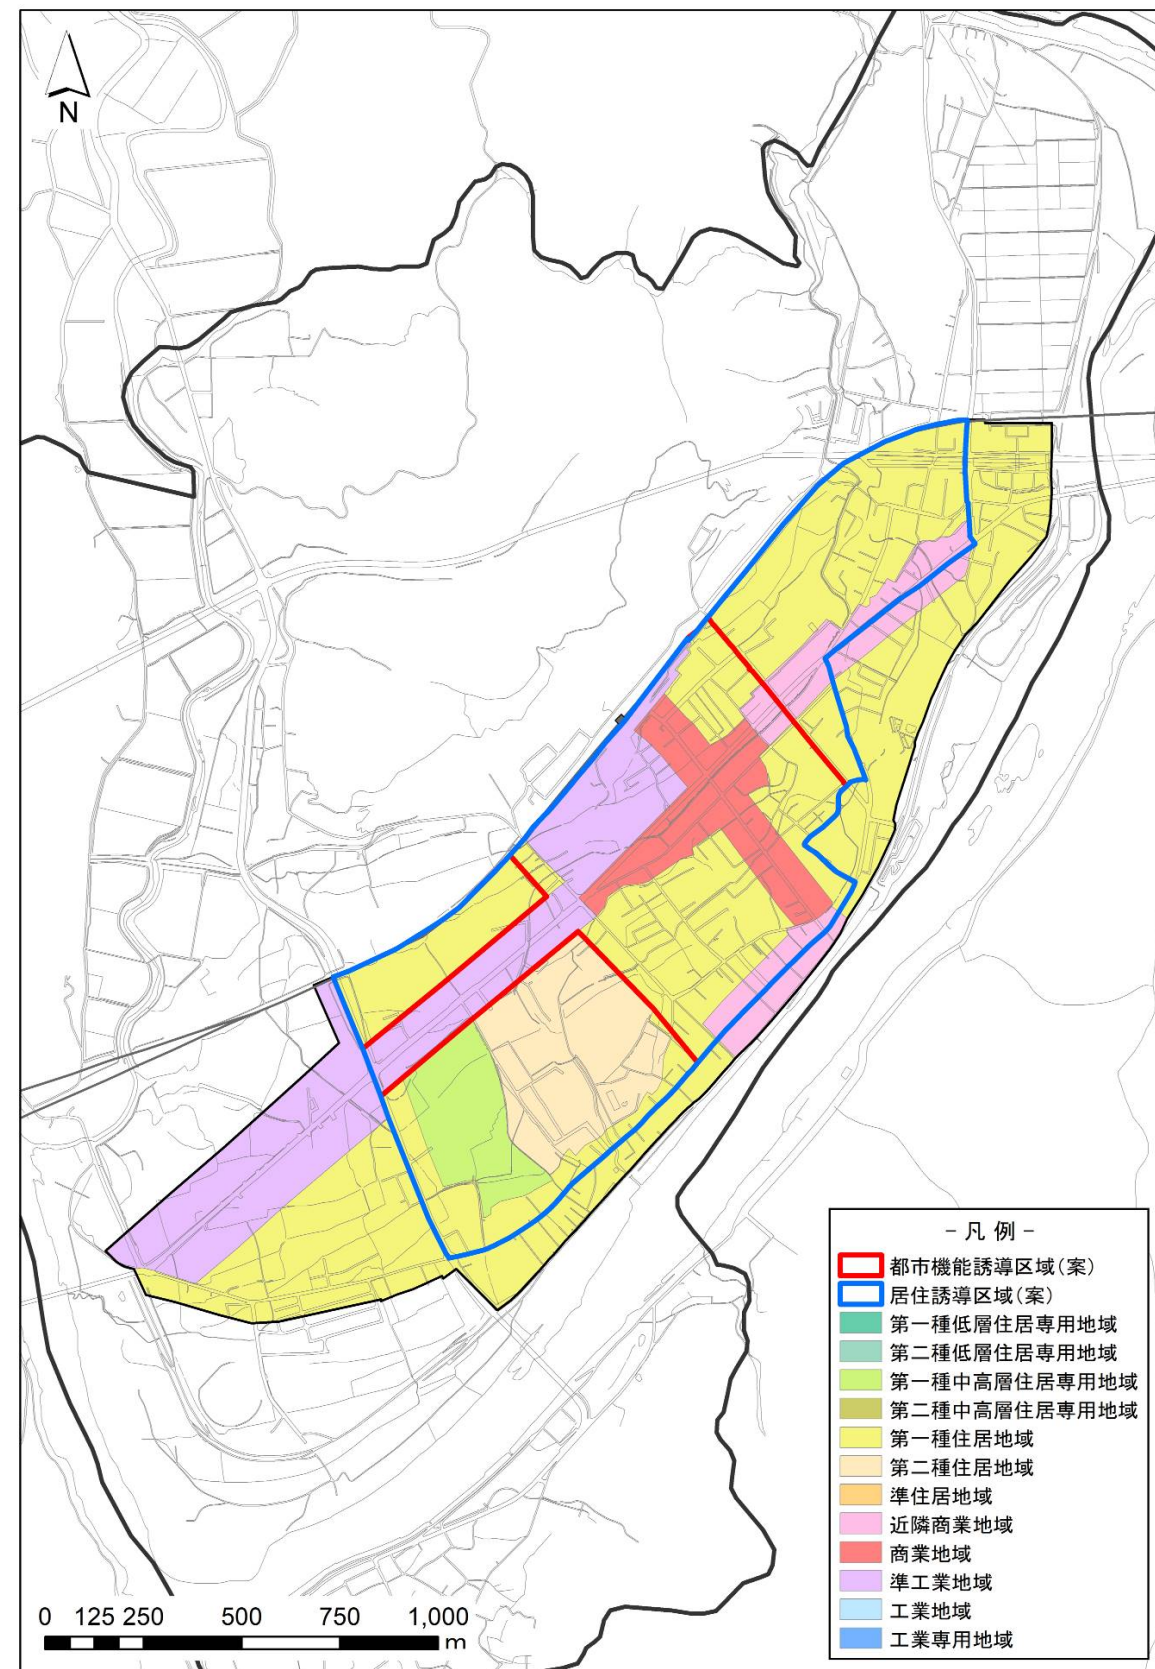 N
- 凡 例 -
都市機能誘導区域(案)
居住誘導区域(案)
第一種低層住居専用地域
第二種低層住居専用地域
第一種中高層住居専用地域
第二種中高層住居専用地域
第一種住居地域
第二種住居地域
準住居地域
近隣商業地域
商業地域
準工業地域
工業地域
工業専用地域
0 125 250 500 750 1,000
m